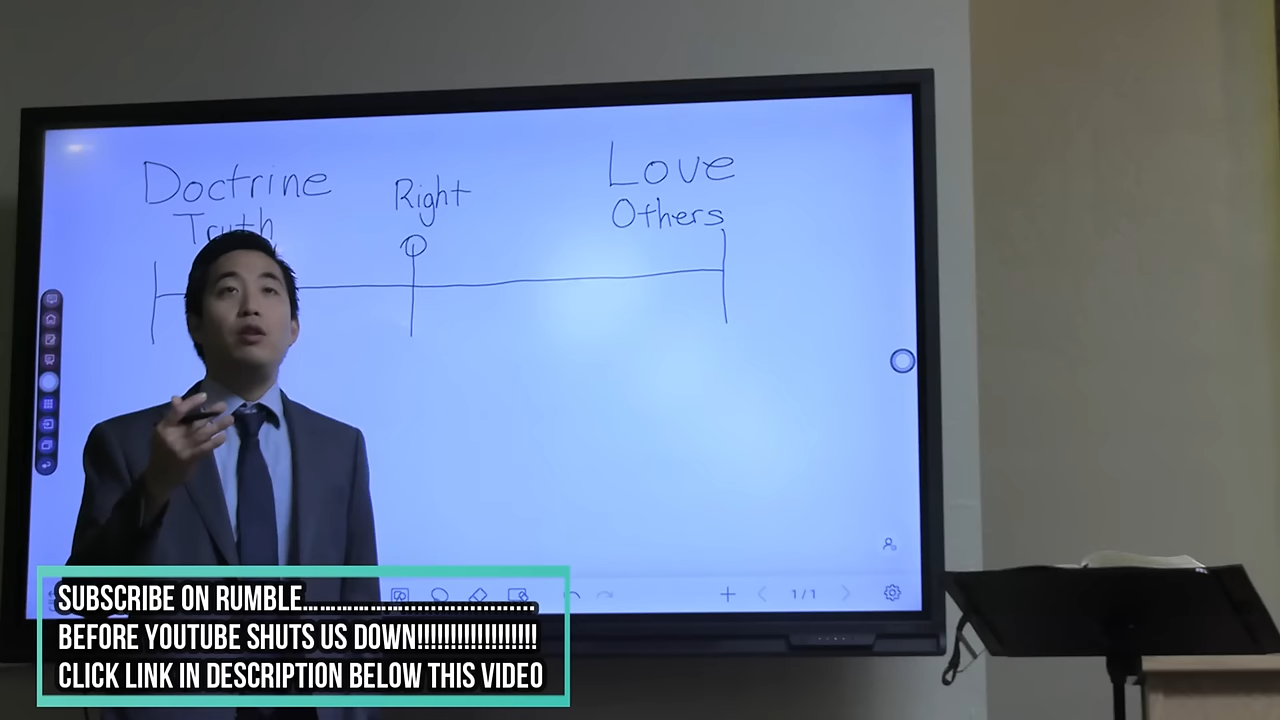 Doctrine
Truth
Right
Love
Others
1/1
SUBSCRIBE ON RUMBLE..............................
BEFORE YOUTUBE SHUTS US DOWN!!!!!!!!!!!!!!!!!!
CLICK LINK IN DESCRIPTION BELOW THIS VIDEO